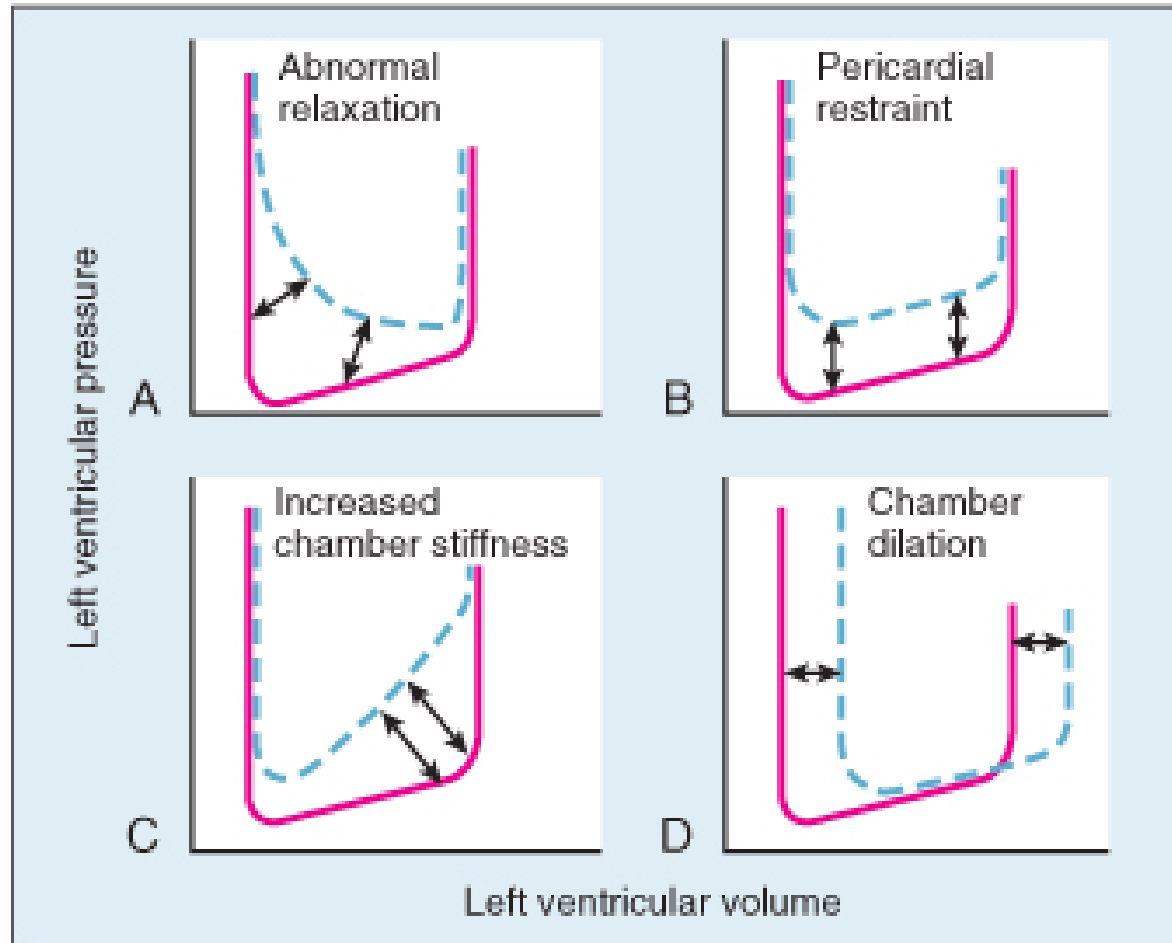 Abnormal
relaxation
A
Pericardial
restraint
B
Left ventricular pressure
Increased
chamber stiffness
C
Chamber
dilation
D
Left ventricular volume